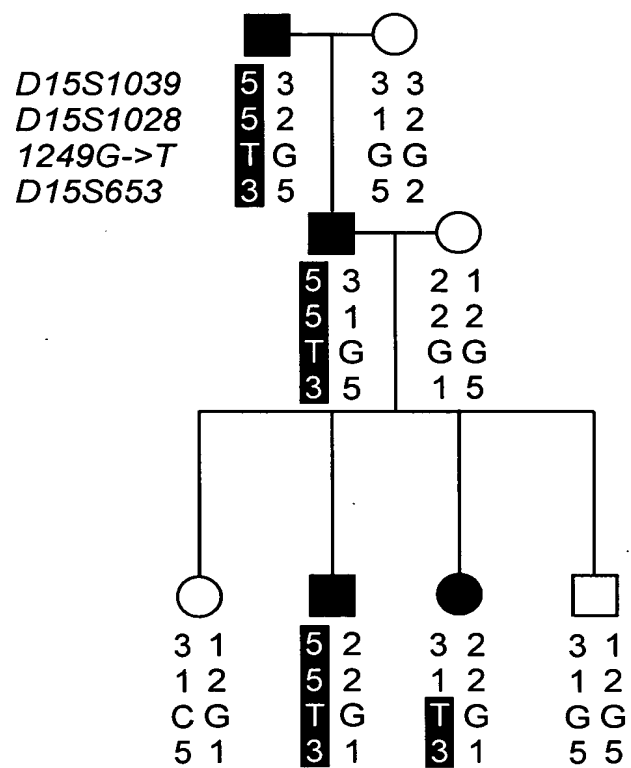 D15S1039 5 3 3 3
D15S1028 5 2 1 2
1249G->T T G G G
D15S653 3 5 5 2
5 3 2 1
5 1 2 2
T G G G
3 5 1 5
3 1 5 2 3 2 3 1
1 2 5 2 1 2 1 2
C G T G T G G G
5 1 3 1 3 1 5 5